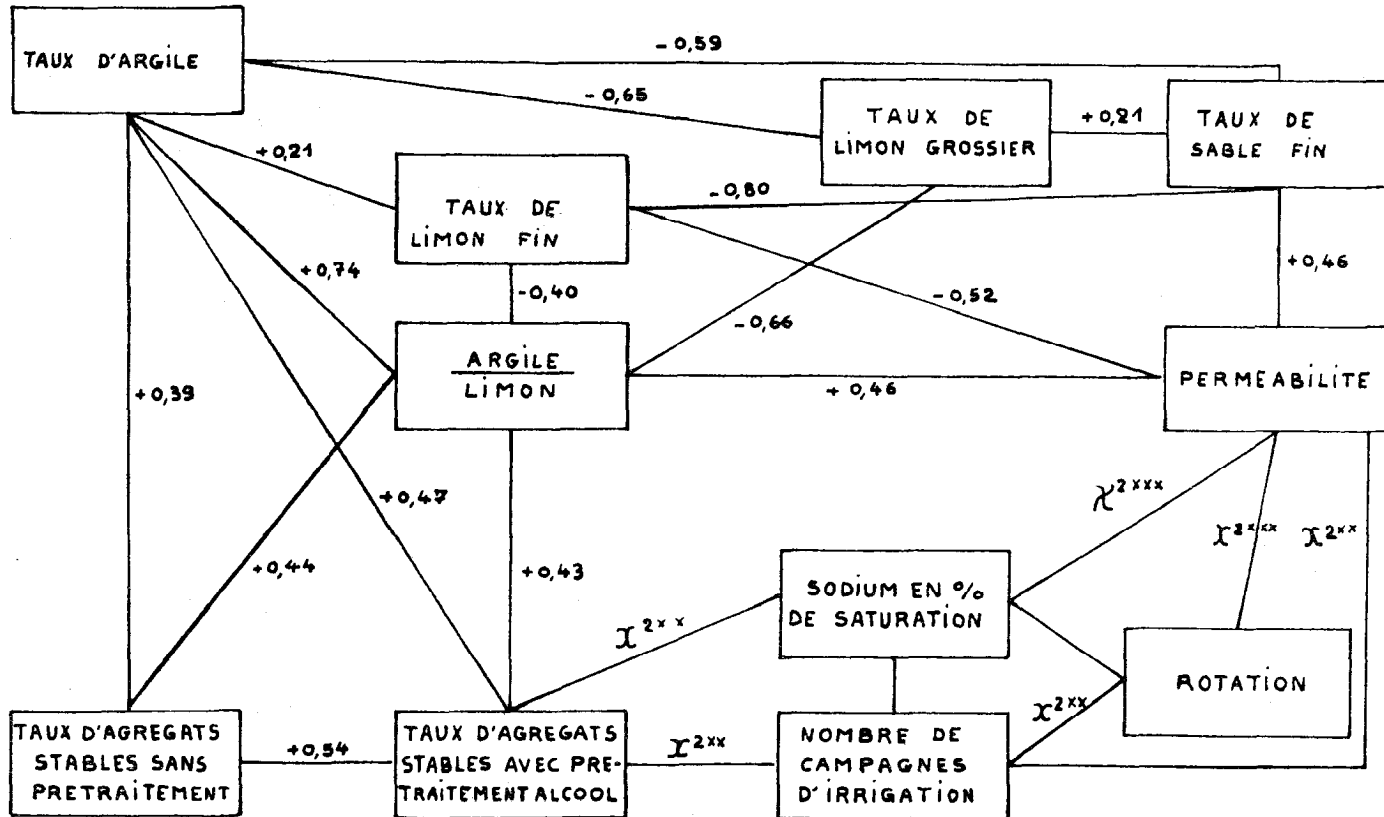 TAUX D'ARGILE
- 0,59
- 0,65
TAUX DE
LIMON GROSSIER
+0,21
TAUX DE
SABLE FIN
+0,21
TAUX DE
LIMON FIN
-0,80
+0,74
-0,40
-0,52
+0,46
-0,66
ARGILE
LIMON
+0,46
PERMEABILITE
+0,39
+0,47
+0,44
+0,43
χ²ˣˣˣ
χ²ˣˣˣ
χ²ˣˣ
SODIUM EN %
DE SATURATION
χ²ˣˣ
ROTATION
TAUX D'AGREGATS
STABLES SANS
PRETRAITEMENT
+0,54
TAUX D'AGREGATS
STABLES AVEC PRE-
TRAITEMENT ALCOOL
χ²ˣˣ
NOMBRE DE
CAMPAGNES
D'IRRIGATION
χ²ˣˣ